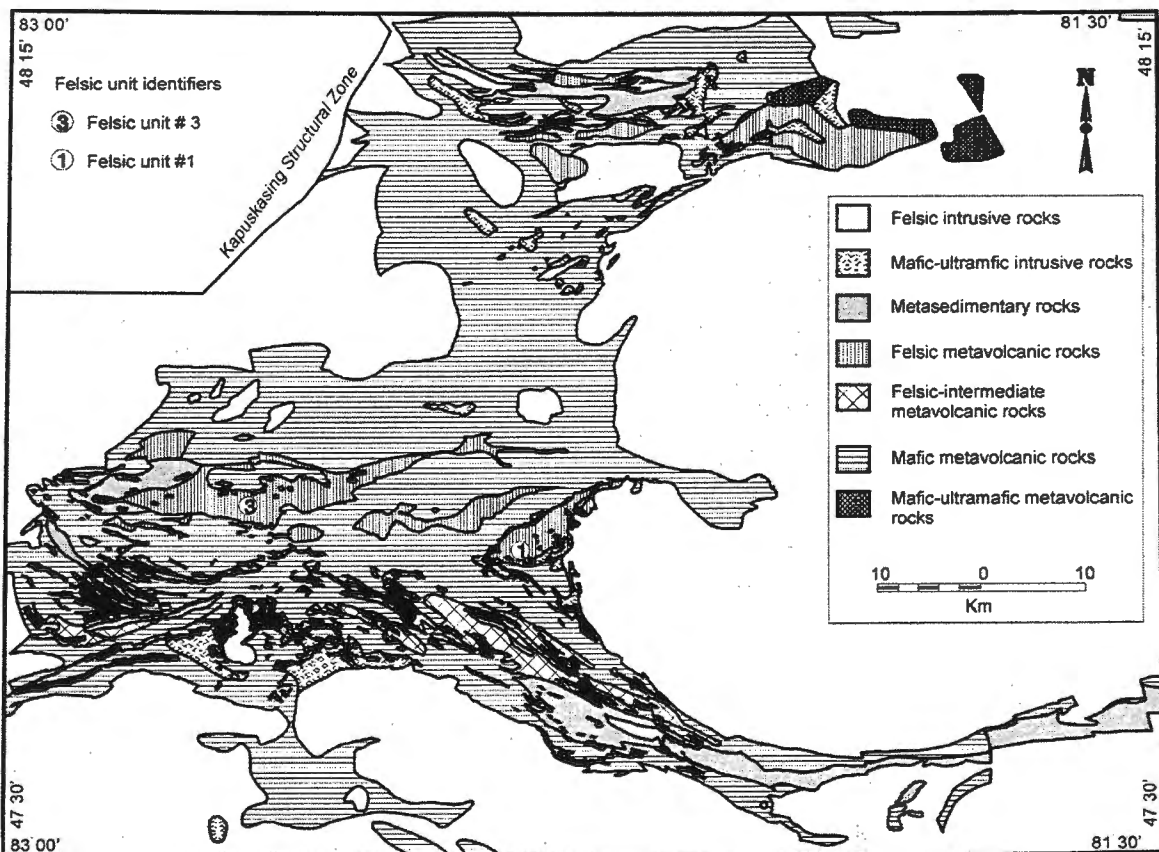 83 00'
81 30'
48 15'
48 15'
Felsic unit identifiers
③ Felsic unit # 3
① Felsic unit #1
Kapuskasing Structural Zone
N
Felsic intrusive rocks
Mafic-ultramfic intrusive rocks
Metasedimentary rocks
Felsic metavolcanic rocks
Felsic-intermediate
metavolcanic rocks
Mafic metavolcanic rocks
Mafic-ultramafic metavolcanic
rocks
10 0 10
Km
3
1
47 30'
47 30'
83 00'
81 30'